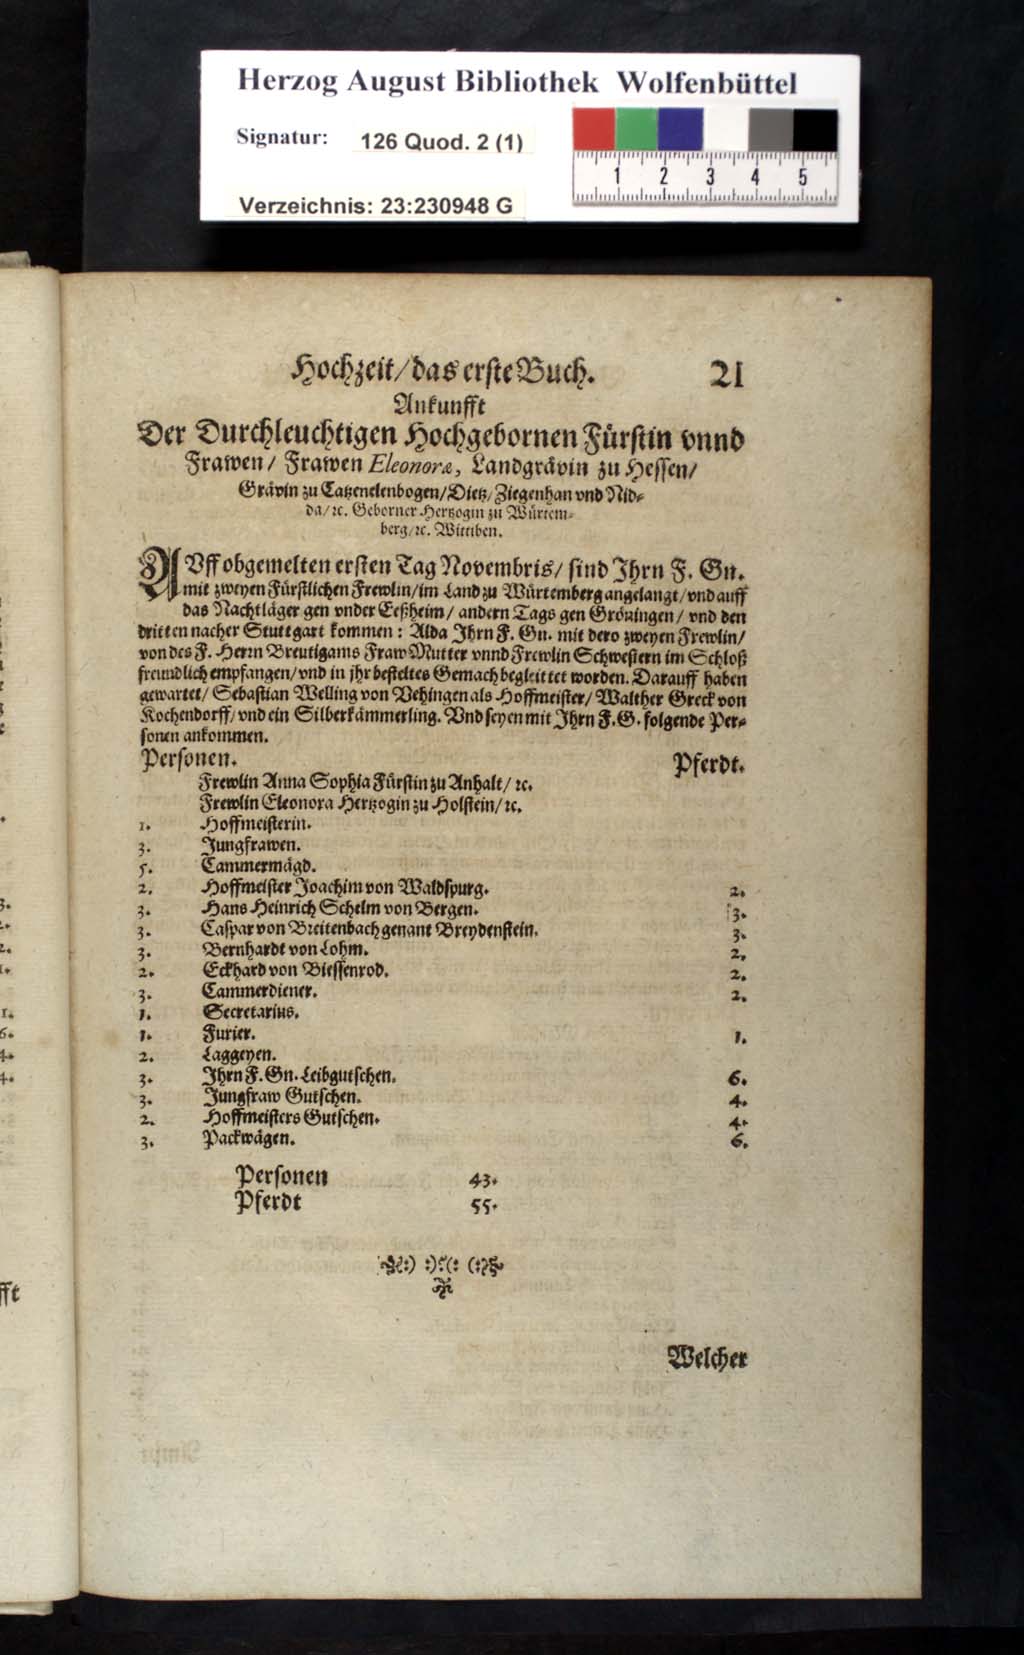 Herzog August Bibliothek Wolfenbüttel
Signatur: 126 Quod. 2 (1)
1 2 3 4 5
Verzeichnis: 23:230948 G
Hochzeit/das erste Buch. 21
Ankunfft
Der Durchleuchtigen Hochgebornen Fürstin vnnd
Frawen/ Frawen Eleonoræ, Landgrävin zu Hessen/
Grävin zu Catzenelenbogen/Dietz/Ziegenhan vnd Nid-
da/ꝛc. Geborner Hertzogin zu Würtem-
berg/ꝛc. Wittiben.
AVff obgemelten ersten Tag Novembris/ sind Ihrn F. Gn.
mit zweyen Fürstlichen Frewlin/im Land zu Würtemberg angelangt/vnd auff
das Nachtläger gen vnder Eeßheim/ andern Tags gen Gröningen/ vnd den
dritten nacher Stuttgart kommen: Alda Ihrn F. Gn. mit dero zweyen Frewlin/
von des F. Herrn Breutigams Fraw Mutter vnnd Frewlin Schwestern im Schloß
freundlich empfangen/vnd in jhr besteltes Gemach begleittet worden. Darauff haben
gewartet/ Sebastian Welling von Vehingen als Hoffmeister/ Walther Greck von
Kochendorff/vnd ein Silberkämmerling. Vnd seyen mit Ihrn F.G. folgende Per-
sonen ankommen.
Personen. Pferdt.
Frewlin Anna Sophia Fürstin zu Anhalt/ ꝛc.
Frewlin Eleonora Hertzogin zu Holstein/ꝛc.
1. Hoffmeisterin.
3. Jungfrawen.
5. Cammermägd.
2. Hoffmeister Joachim von Waldspurg. 2.
3. Hans Heinrich Schelm von Bergen. 3.
3. Caspar von Breitenbach genant Breydenstein. 3.
3. Bernhardt von Lohm. 2.
2. Eckhard von Biessenrod. 2.
3. Cammerdiener. 2.
1. Secretarius.
1. Furier. 1.
2. Laggeyen.
3. Ihrn F. Gn. Leibgutschen. 6.
3. Jungfraw Gutschen. 4.
2. Hoffmeisters Gutschen. 4.
3. Packwägen. 6.
Personen 43.
Pferdt 55.
Welcher